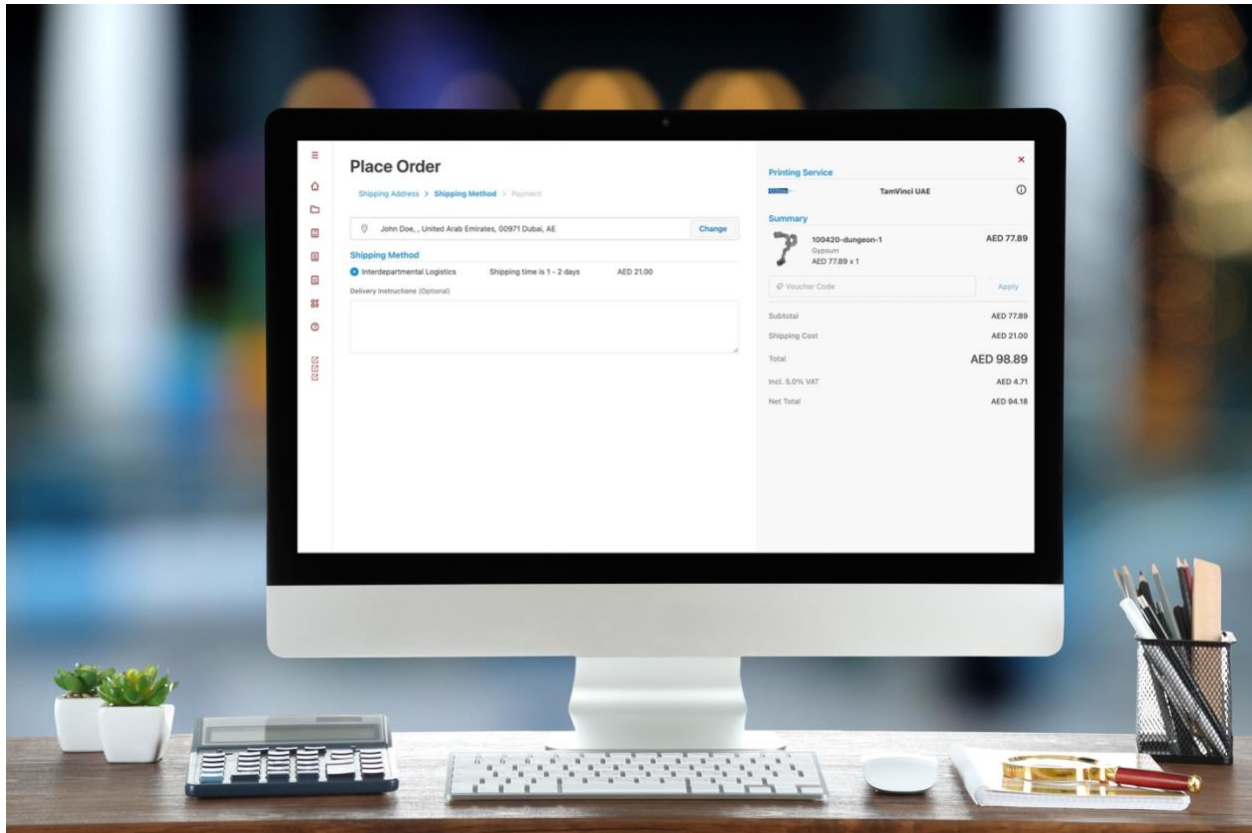 Place Order
Shipping Address > Shipping Method > Payment
John Doe, , United Arab Emirates, 00971 Dubai, AE
Change
Shipping Method
Interdepartmental Logistics Shipping time is 1 - 2 days AED 21.00
Delivery Instructions (Optional)
Printing Service
TamVinci UAE
Summary
100420-dungeon-1 AED 77.89
Gypsum
AED 77.89 x 1
Voucher Code Apply
Subtotal AED 77.89
Shipping Cost AED 21.00
Total AED 98.89
Incl. 5.0% VAT AED 4.71
Net Total AED 94.18